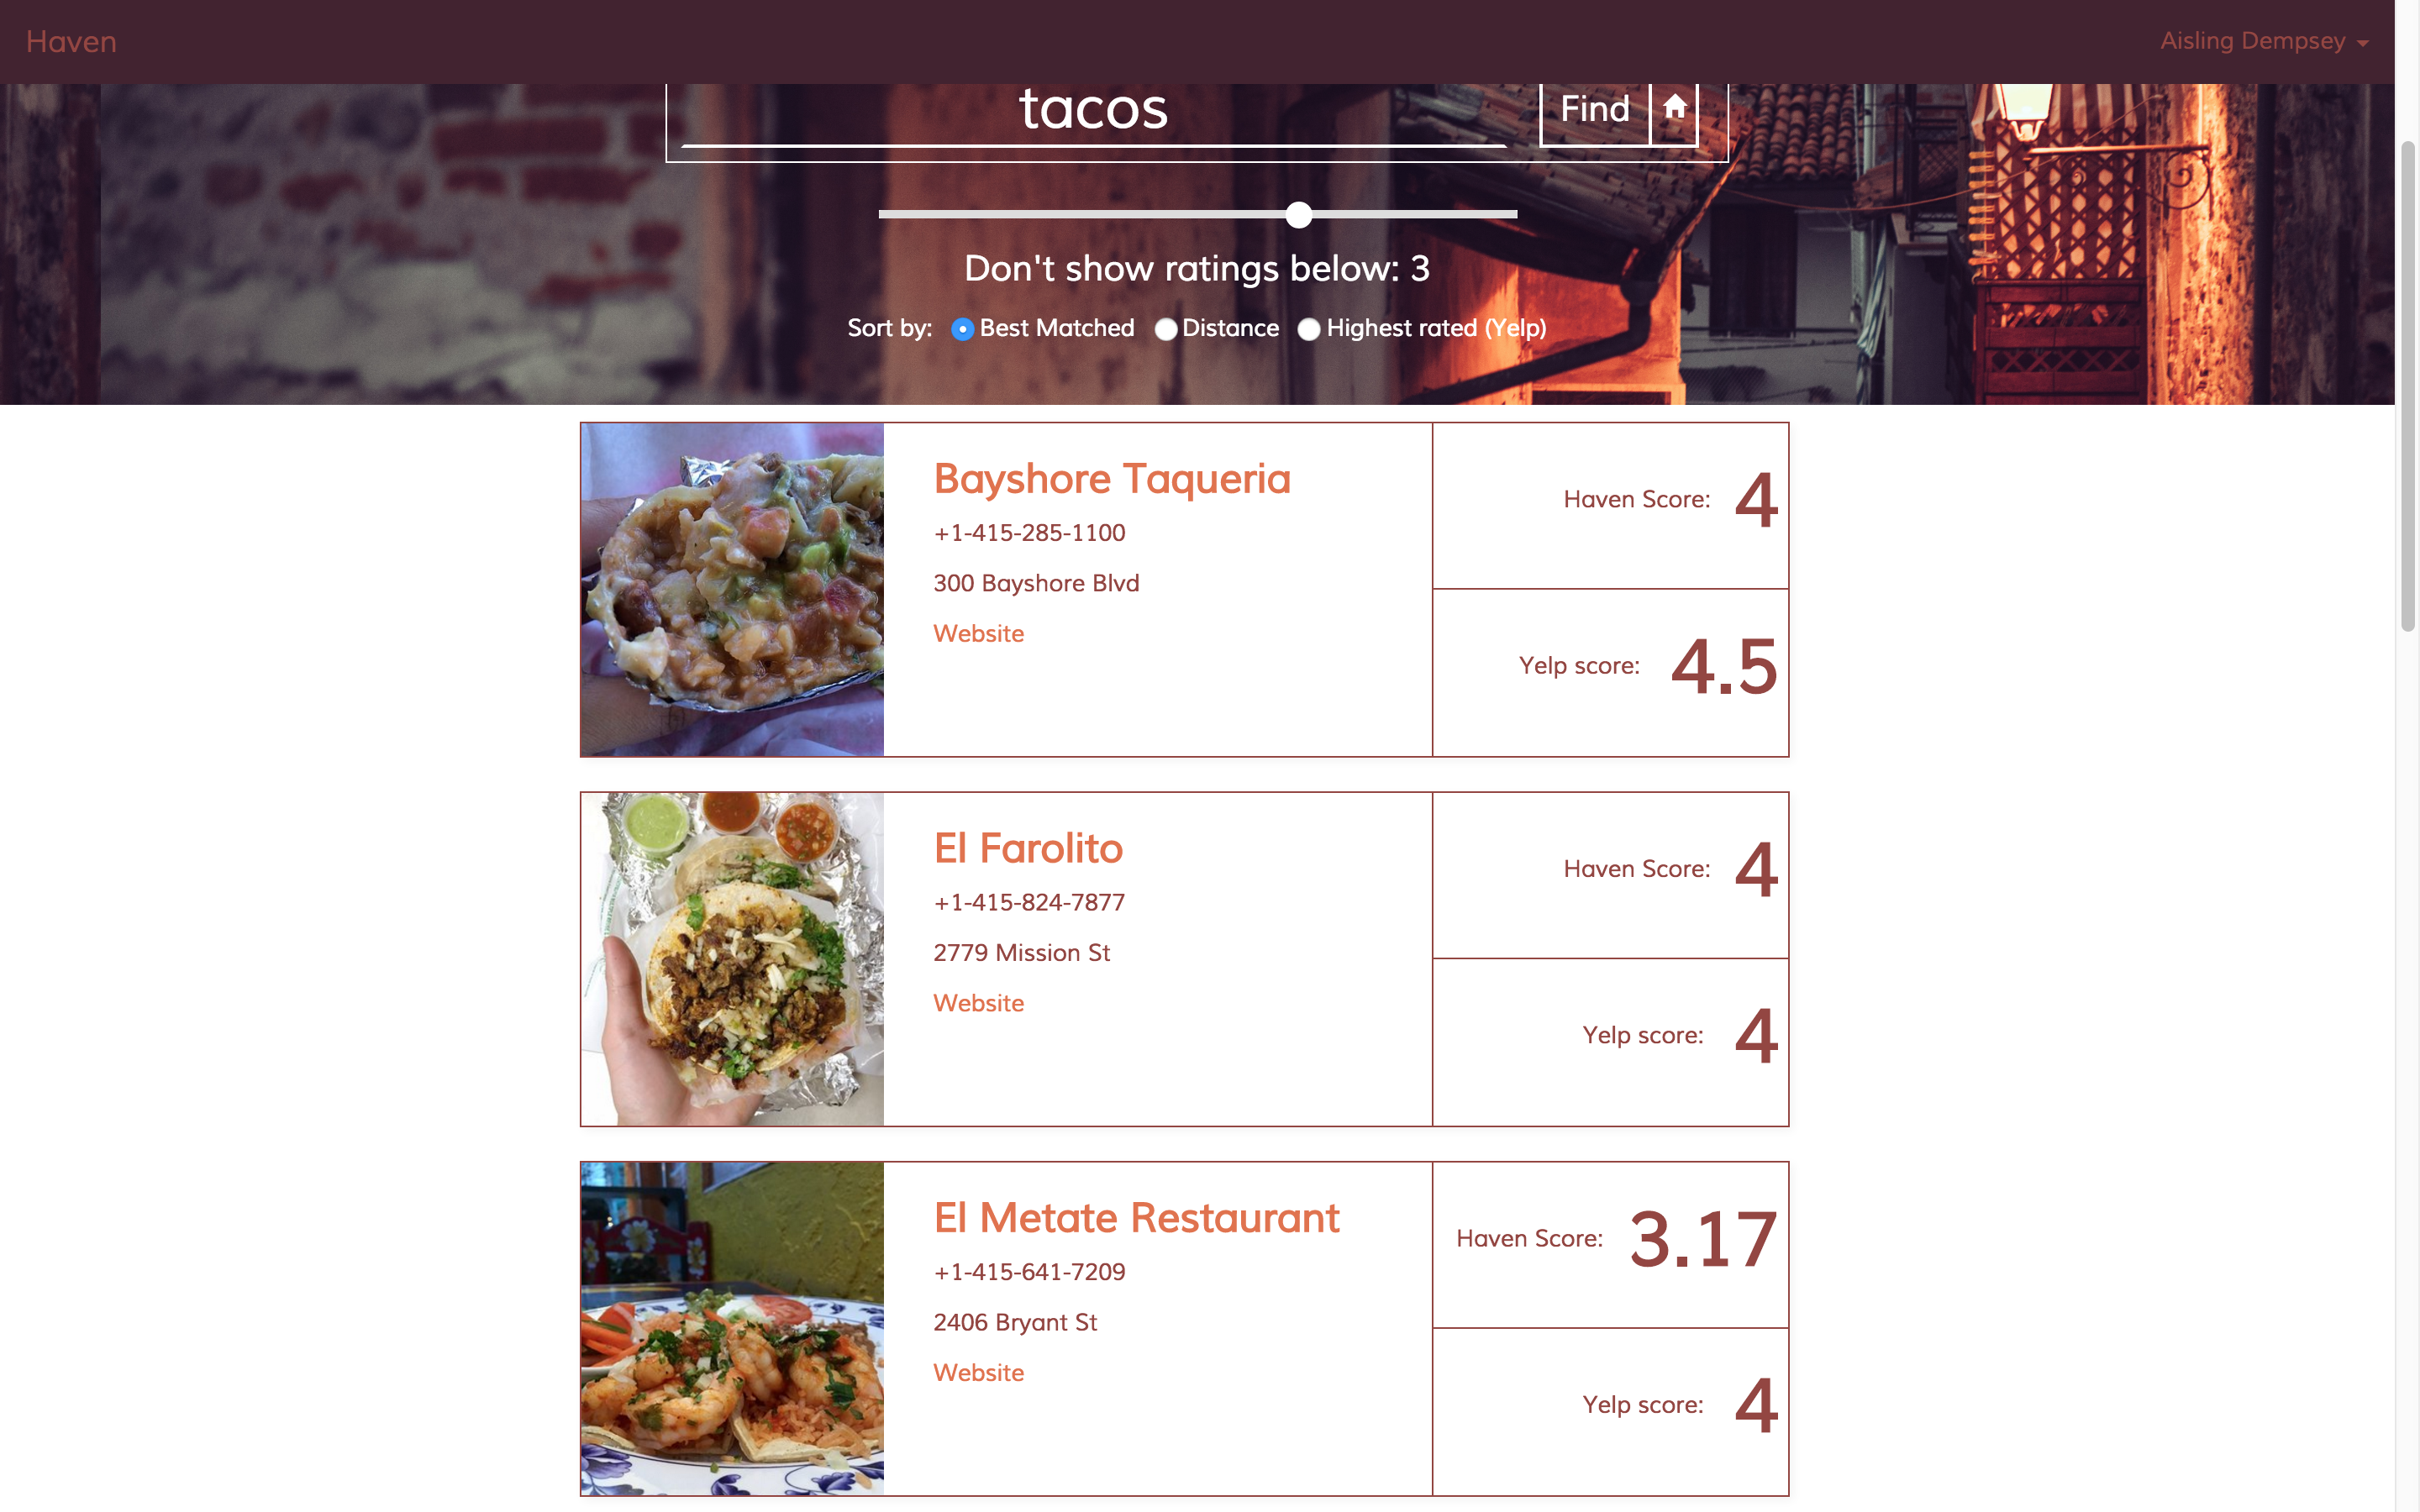 Haven
Aisling Dempsey
tacos
Find
Don't show ratings below: 3
Sort by: Best Matched Distance Highest rated (Yelp)
Bayshore Taqueria
+1-415-285-1100
300 Bayshore Blvd
Website
Haven Score: 4
Yelp score: 4.5
El Farolito
+1-415-824-7877
2779 Mission St
Website
Haven Score: 4
Yelp score: 4
El Metate Restaurant
+1-415-641-7209
2406 Bryant St
Website
Haven Score: 3.17
Yelp score: 4